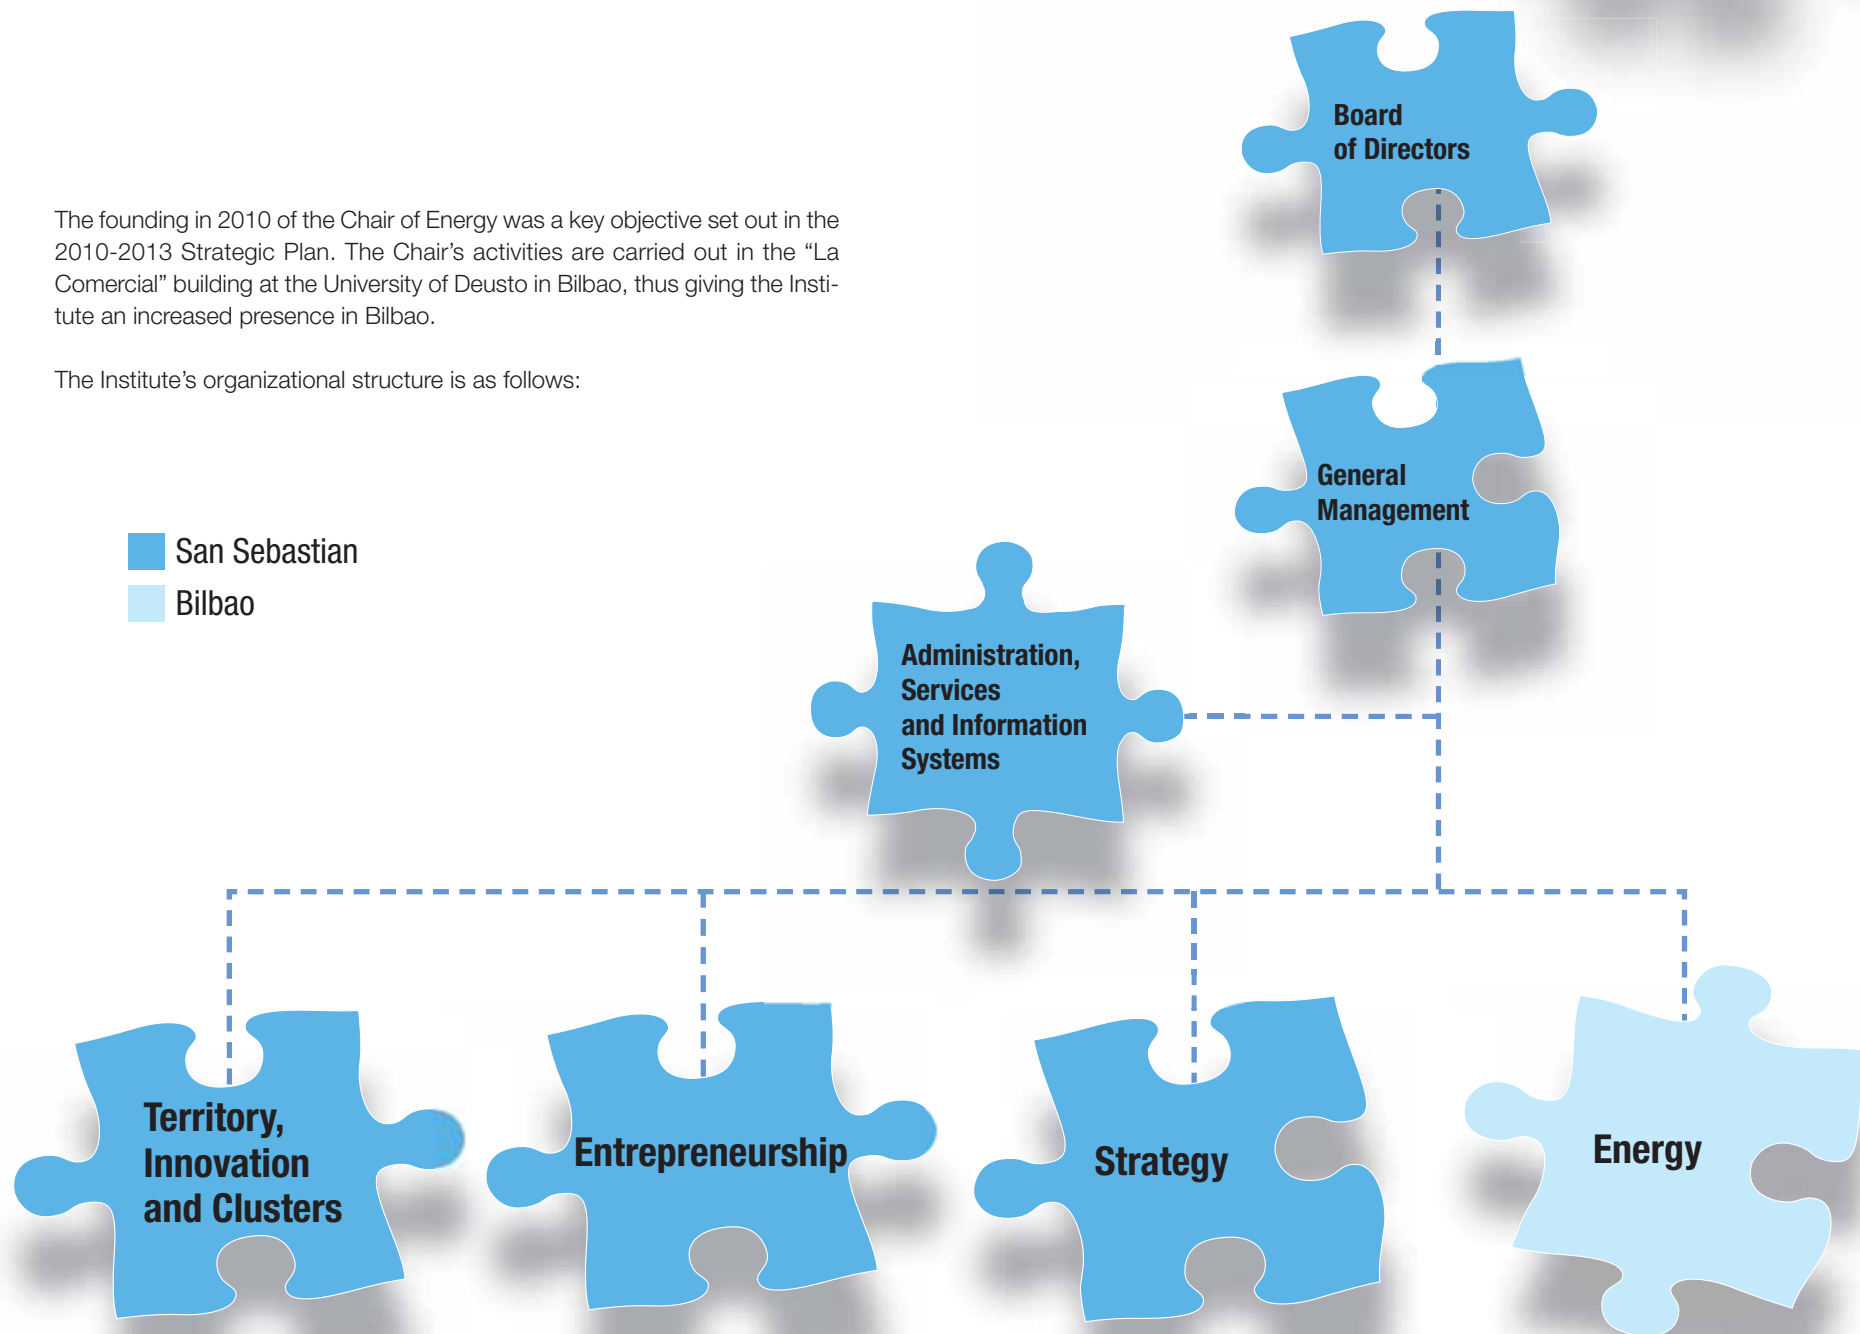 The founding in 2010 of the Chair of Energy was a key objective set out in the
2010-2013 Strategic Plan. The Chair’s activities are carried out in the “La
Comercial” building at the University of Deusto in Bilbao, thus giving the Insti-
tute an increased presence in Bilbao.
The Institute’s organizational structure is as follows:
San Sebastian
Bilbao
Board
of Directors
General
Management
Administration,
Services
and Information
Systems
Territory,
Innovation
and Clusters
Entrepreneurship
Strategy
Energy